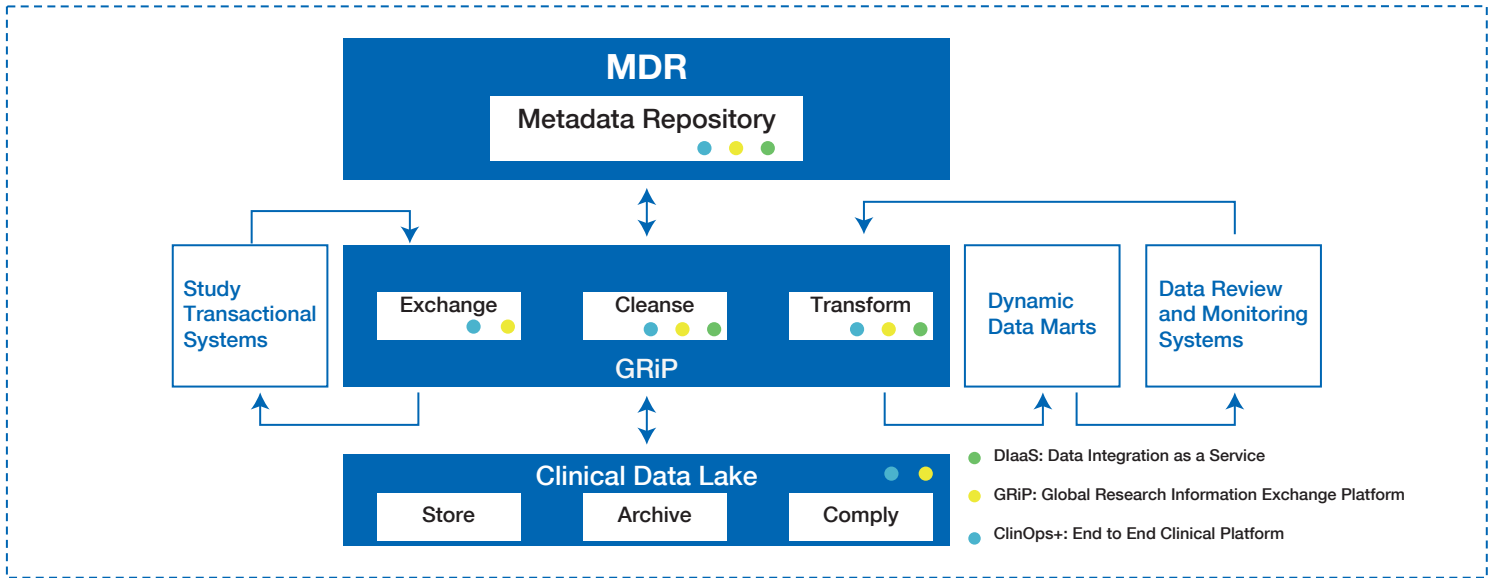 MDR
Metadata Repository
Study
Transactional
Systems
Exchange
Cleanse
Transform
GRiP
Dynamic
Data Marts
Data Review
and Monitoring
Systems
Clinical Data Lake
Store
Archive
Comply
DIaaS: Data Integration as a Service
GRiP: Global Research Information Exchange Platform
ClinOps+: End to End Clinical Platform